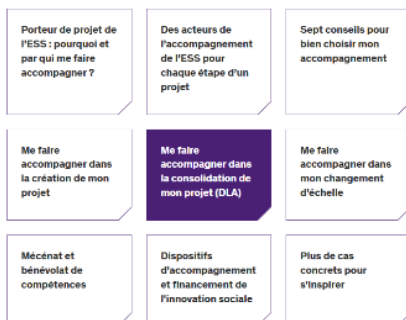 Porteur de projet de
l'ESS : pourquoi et
par qui me faire
accompagner ?
Des acteurs de
l'accompagnement
de l'ESS pour
chaque étape d'un
projet
Sept conseils pour
bien choisir mon
accompagnement
Me faire
accompagner dans
la création de mon
projet
Me faire
accompagner dans
la consolidation de
mon projet (DLA)
Me faire
accompagner dans
mon changement
d'échelle
Mécénat et
bénévolat de
compétences
Dispositifs
d'accompagnement
et financement de
l'innovation sociale
Plus de cas
concrets pour
s'inspirer